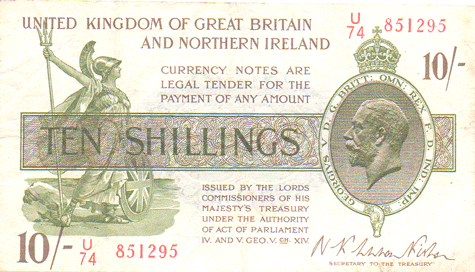 UNITED KINGDOM OF GREAT BRITAIN
AND NORTHERN IRELAND
U/74 851295
CURRENCY NOTES ARE
LEGAL TENDER FOR THE
PAYMENT OF ANY AMOUNT
10/-
TEN SHILLINGS
GEORGIVS V. D. G. BRITT: OMN: REX F. D. IND: IMP:
ISSUED BY THE LORDS
COMMISSIONERS OF HIS
MAJESTY'S TREASURY
UNDER THE AUTHORITY
OF ACT OF PARLIAMENT
IV. AND V. GEO. V. CH. XIV.
10/- U/74 851295
SECRETARY TO THE TREASURY